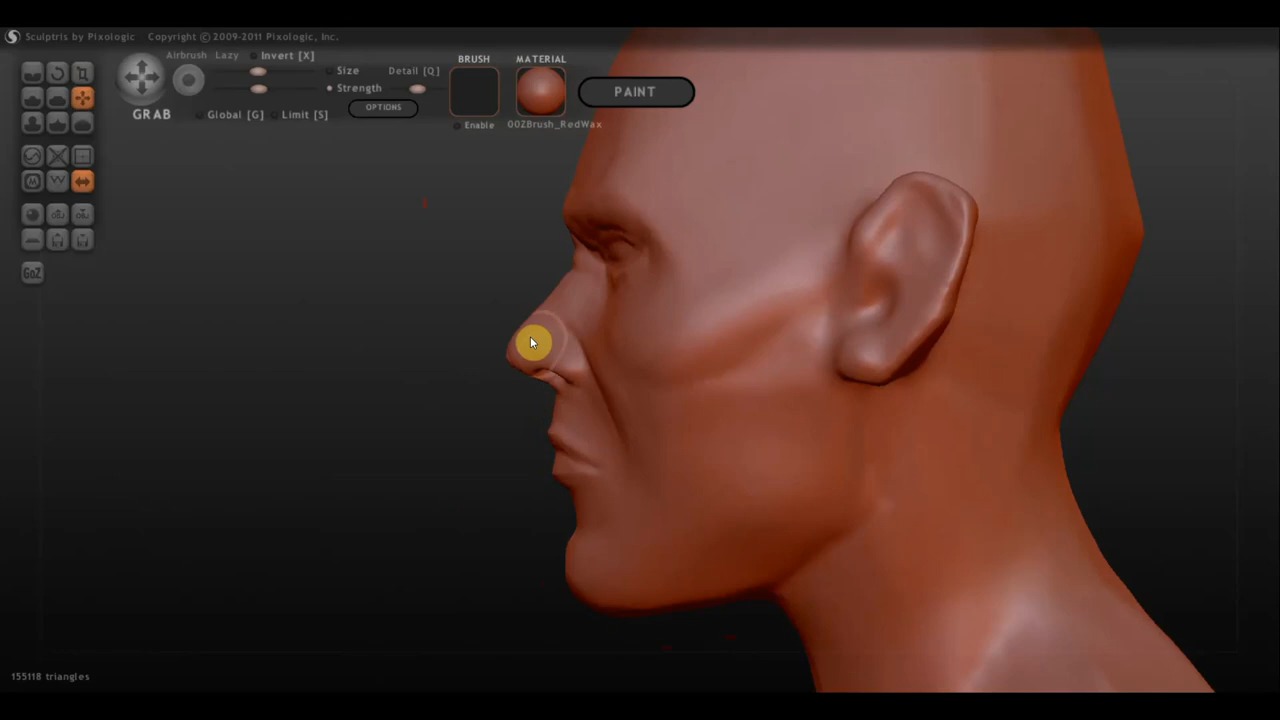 Sculptris by Pixologic Copyright © 2009-2011 Pixologic, Inc.
Airbrush Lazy Invert [X]
BRUSH MATERIAL
Size Detail [Q]
Strength
PAINT
OPTIONS
GRAB Global [G] Limit [S]
Enable 00ZBrush_RedWax
GoZ
155118 triangles